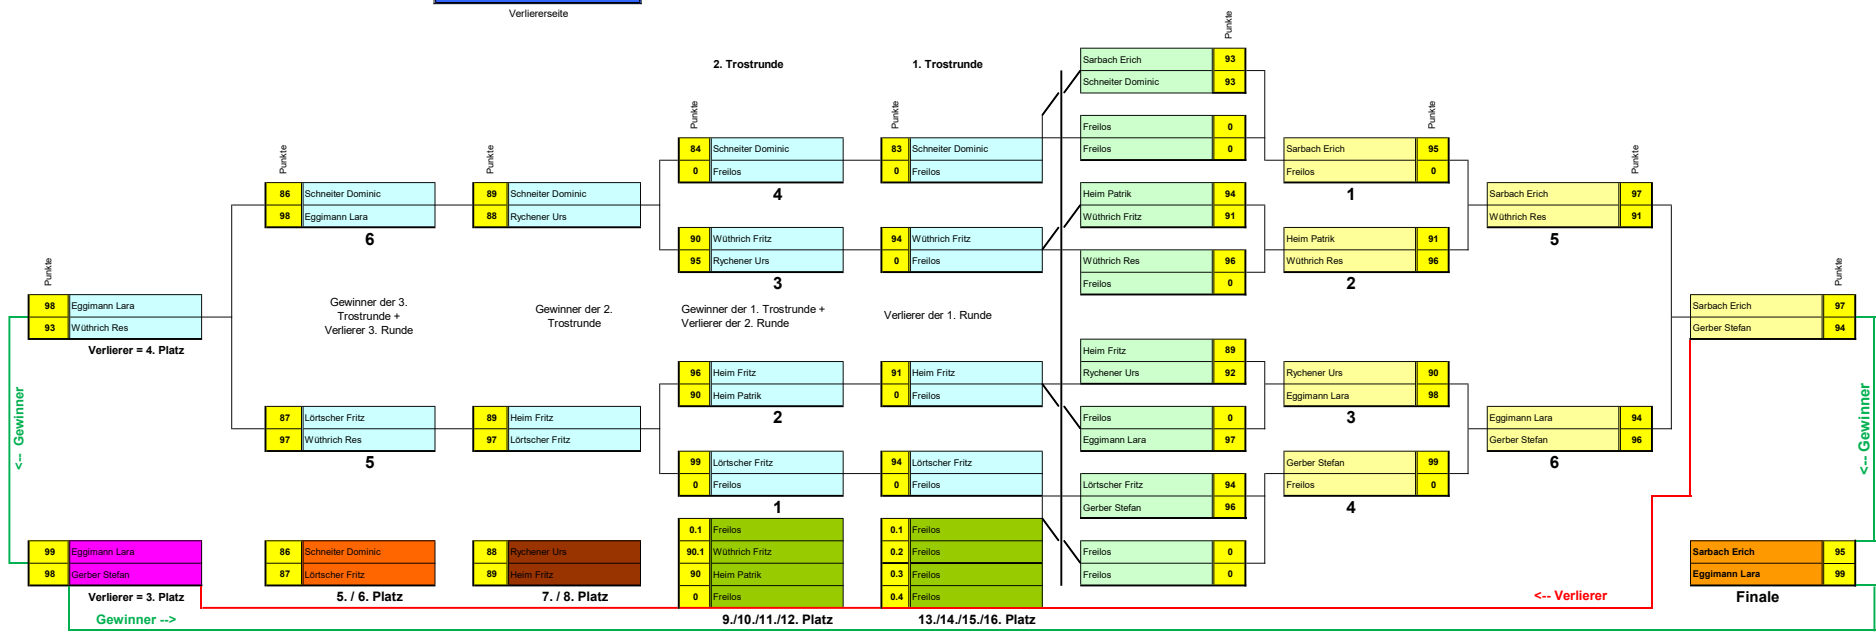 Verliererseite
Punkte
Sarbach Erich 93
Schneiter Dominic 93
2. Trostrunde
1. Trostrunde
Punkte
Punkte
Punkte
Freilos 0
Freilos 0
84 Schneiter Dominic
0 Freilos
4
83 Schneiter Dominic
0 Freilos
Sarbach Erich 95
Freilos 0
1
Punkte
Punkte
Punkte
86 Schneiter Dominic
98 Eggimann Lara
6
89 Schneiter Dominic
88 Rychener Urs
Heim Patrik 94
Wüthrich Fritz 91
Sarbach Erich 97
Wüthrich Res 91
5
90 Wüthrich Fritz
95 Rychener Urs
3
94 Wüthrich Fritz
0 Freilos
Heim Patrik 91
Wüthrich Res 96
2
Wüthrich Res 96
Freilos 0
Punkte
Punkte
98 Eggimann Lara
93 Wüthrich Res
Verlierer = 4. Platz
Gewinner der 3.
Trostrunde +
Verlierer 3. Runde
Gewinner der 2.
Trostrunde
Gewinner der 1. Trostrunde +
Verlierer der 2. Runde
Verlierer der 1. Runde
Sarbach Erich 97
Gerber Stefan 94
Heim Fritz 89
Rychener Urs 92
96 Heim Fritz
90 Heim Patrik
2
91 Heim Fritz
0 Freilos
Rychener Urs 90
Eggimann Lara 98
3
<-- Gewinner
<-- Gewinner
87 Lörtscher Fritz
97 Wüthrich Res
5
89 Heim Fritz
97 Lörtscher Fritz
Freilos 0
Eggimann Lara 97
Eggimann Lara 94
Gerber Stefan 96
6
99 Lörtscher Fritz
0 Freilos
1
94 Lörtscher Fritz
0 Freilos
Gerber Stefan 99
Freilos 0
4
Lörtscher Fritz 94
Gerber Stefan 96
0.1 Freilos
90.1 Wüthrich Fritz
90 Heim Patrik
0 Freilos
9./10./11./12. Platz
0.1 Freilos
0.2 Freilos
0.3 Freilos
0.4 Freilos
13./14./15./16. Platz
99 Eggimann Lara
98 Gerber Stefan
Verlierer = 3. Platz
86 Schneiter Dominic
87 Lörtscher Fritz
5. / 6. Platz
88 Rychener Urs
89 Heim Fritz
7. / 8. Platz
Freilos 0
Freilos 0
Sarbach Erich 95
Eggimann Lara 99
Finale
<-- Verlierer
Gewinner -->